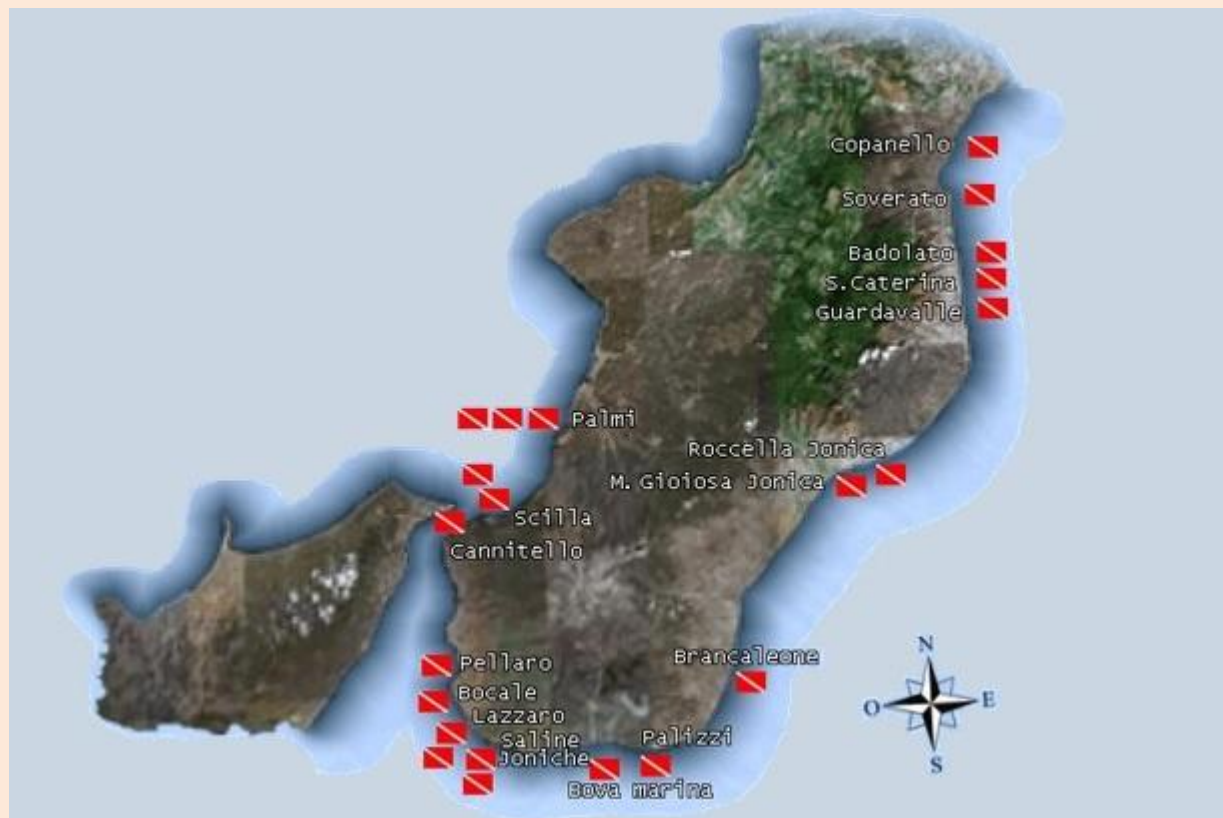 Copanello
Soverato
Badolato
S.Caterina
Guardavalle
Palmi
Roccella Jonica
M. Gioiosa Jonica
Scilla
Cannitello
Brancaleone
Pellaro
Bocale
Lazzaro
Saline
Joniche
Palizzi
Bova marina
N
O
E
S